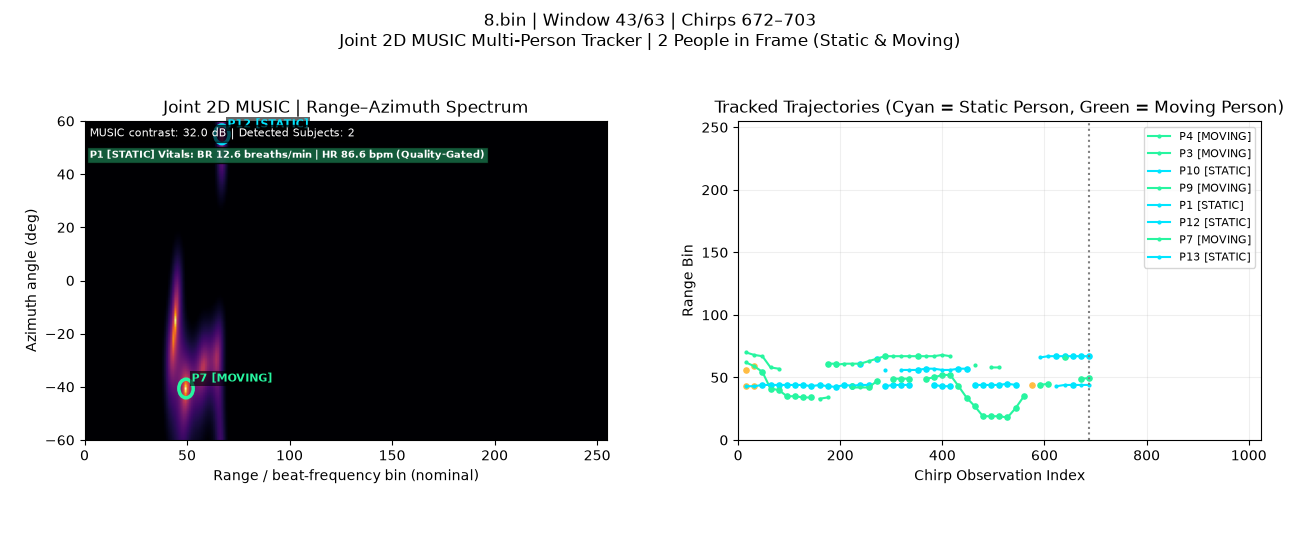 8.bin | Window 43/63 | Chirps 672–703
Joint 2D MUSIC Multi-Person Tracker | 2 People in Frame (Static & Moving)
Joint 2D MUSIC | Range–Azimuth Spectrum
P12 [STATIC]
MUSIC contrast: 32.0 dB | Detected Subjects: 2
P1 [STATIC] Vitals: BR 12.6 breaths/min | HR 86.6 bpm (Quality-Gated)
P7 [MOVING]
60
40
20
0
−20
−40
−60
Azimuth angle (deg)
0
50
100
150
200
250
Range / beat-frequency bin (nominal)
Tracked Trajectories (Cyan = Static Person, Green = Moving Person)
P4 [MOVING]
P3 [MOVING]
P10 [STATIC]
P9 [MOVING]
P1 [STATIC]
P12 [STATIC]
P7 [MOVING]
P13 [STATIC]
250
200
150
100
50
0
Range Bin
0
200
400
600
800
1000
Chirp Observation Index